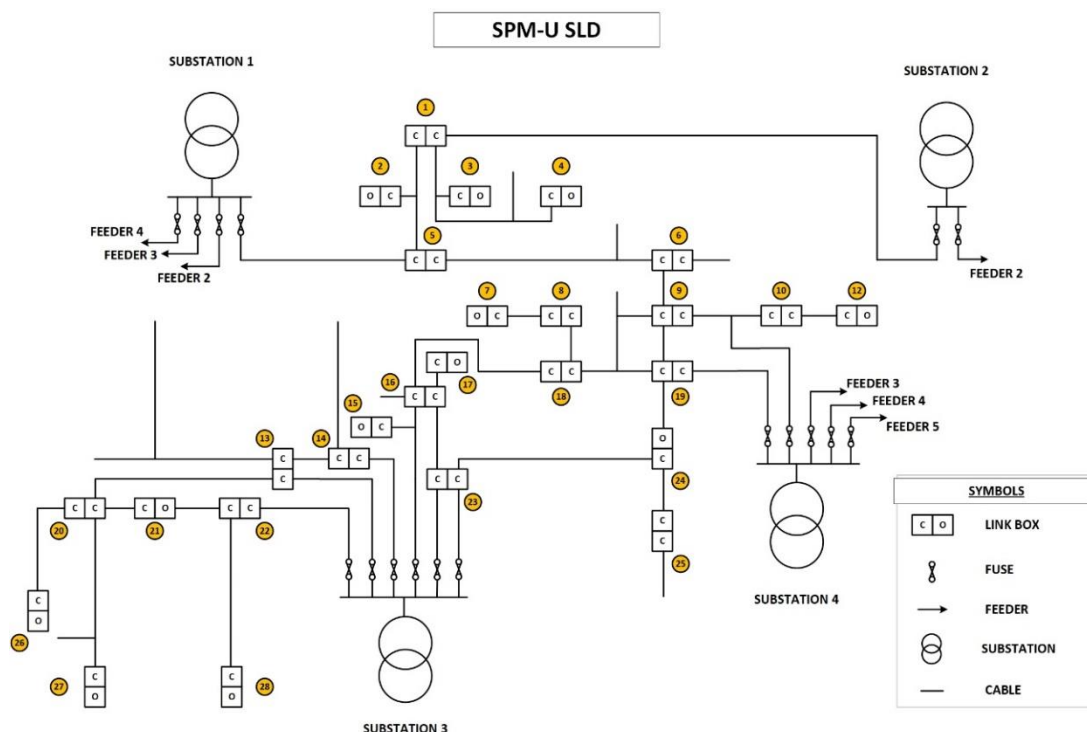 SPM-U SLD
SUBSTATION 1
SUBSTATION 2
1
C C
2
3
4
O C
C O
C O
5
6
C C
C C
FEEDER 4
FEEDER 3
FEEDER 2
FEEDER 2
7
8
9
10
12
O C
C C
C C
C C
C O
16
C O
17
C C
C C
18
C C
19
15
O C
FEEDER 3
FEEDER 4
FEEDER 5
13
14
C
C
C C
C C
23
O
C
24
20
C C
21
C O
22
C C
C
C
25
SUBSTATION 4
26
C
O
27
C
O
28
C
O
SUBSTATION 3
SYMBOLS
C O LINK BOX
FUSE
FEEDER
SUBSTATION
CABLE